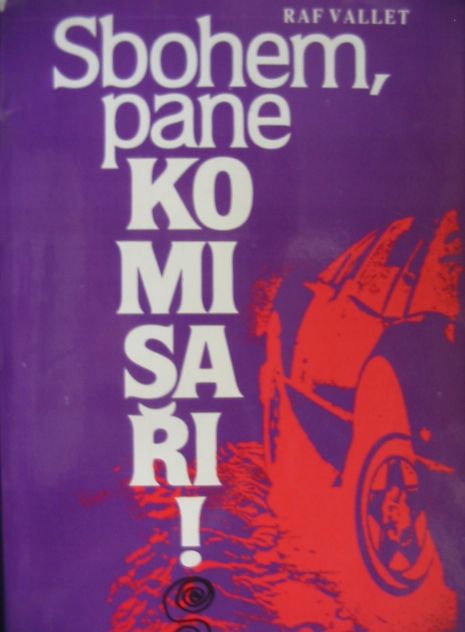 RAF VALLET
Sbohem,
pane
KO
MI
SA
ŘI
!